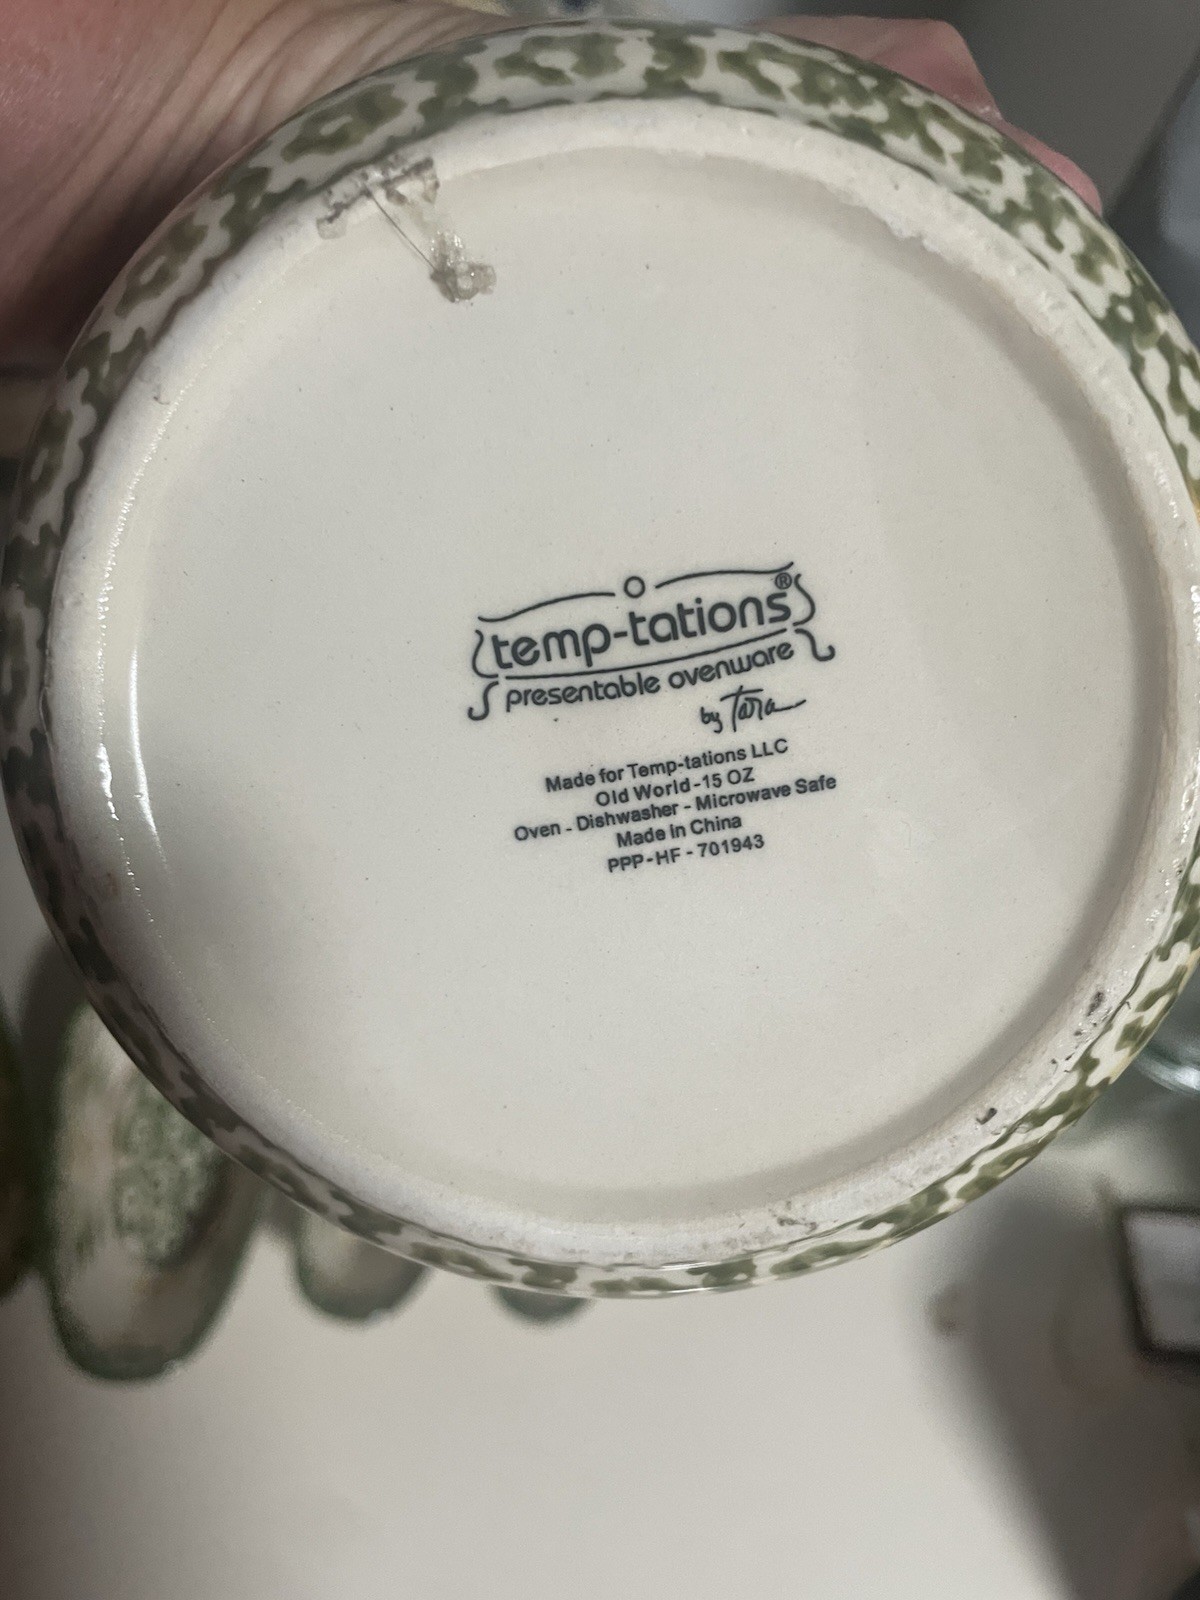 temp-tations®
presentable ovenware
by Tara
Made for Temp-tations LLC
Old World-15 OZ
Oven - Dishwasher - Microwave Safe
Made In China
PPP-HF - 701943